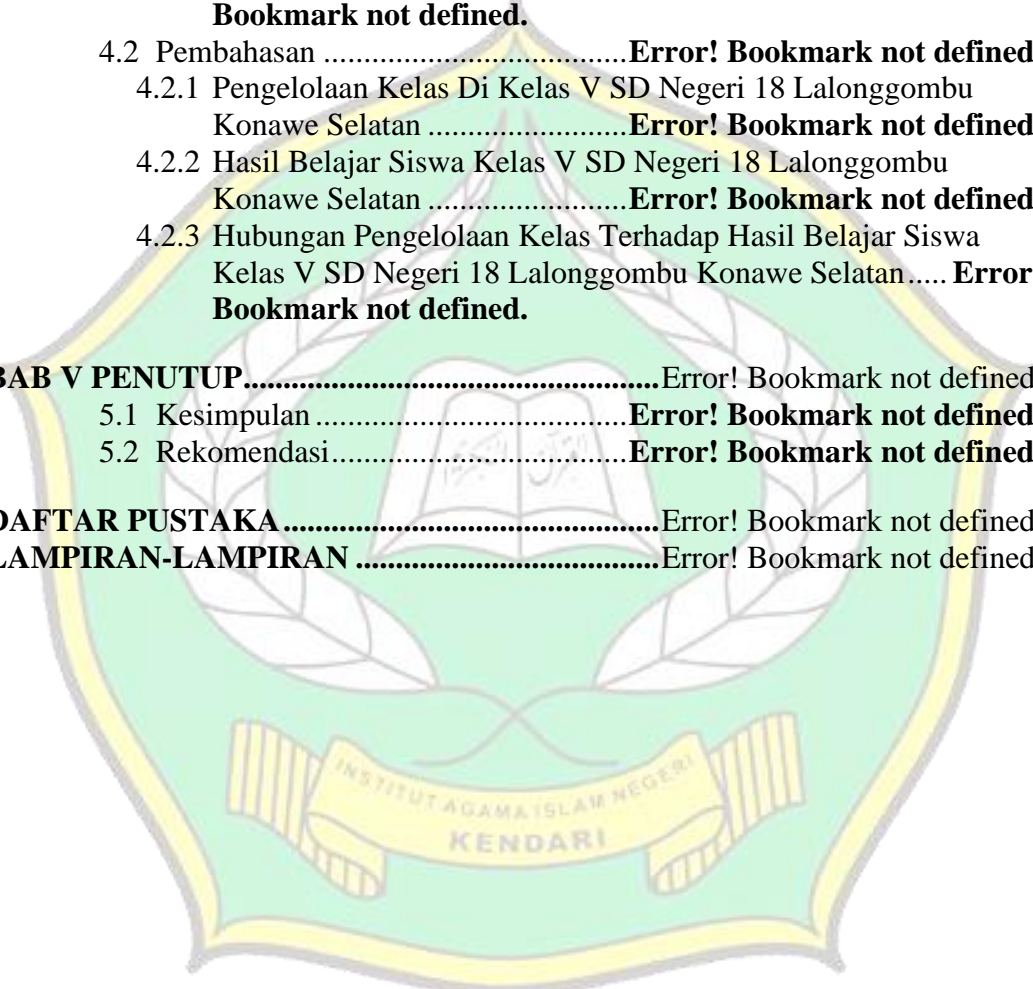 Bookmark not defined.
4.2 Pembahasan ...................................Error! Bookmark not defined
4.2.1 Pengelolaan Kelas Di Kelas V SD Negeri 18 Lalonggombu
Konawe Selatan .......................Error! Bookmark not defined
4.2.2 Hasil Belajar Siswa Kelas V SD Negeri 18 Lalonggombu
Konawe Selatan .......................Error! Bookmark not defined
4.2.3 Hubungan Pengelolaan Kelas Terhadap Hasil Belajar Siswa
Kelas V SD Negeri 18 Lalonggombu Konawe Selatan..... Error
Bookmark not defined.
BAB V PENUTUP....................................................Error! Bookmark not defined
5.1 Kesimpulan ....................................Error! Bookmark not defined
5.2 Rekomendasi..................................Error! Bookmark not defined
DAFTAR PUSTAKA...............................................Error! Bookmark not defined
LAMPIRAN-LAMPIRAN ......................................Error! Bookmark not defined
INSTITUT AGAMA ISLAM NEGERI
KENDARI